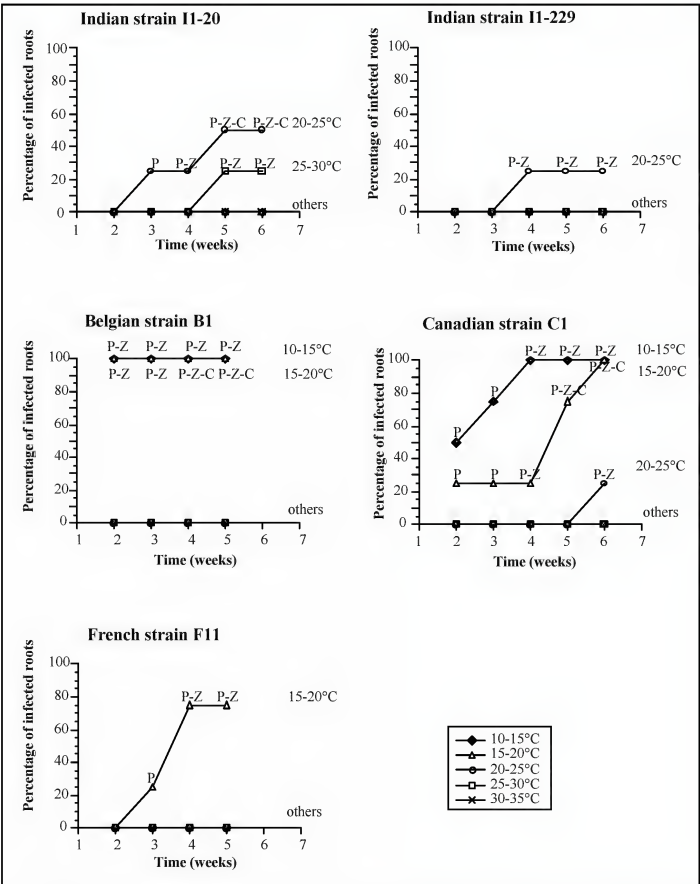 Indian strain I1-20
Percentage of infected roots
100
80
60
40
20
0
P
P-Z
P-Z-C
P-Z-C
20-25°C
P-Z
P-Z
25-30°C
others
1 2 3 4 5 6 7
Time (weeks)
Indian strain I1-229
Percentage of infected roots
100
80
60
40
20
0
P-Z P-Z P-Z
20-25°C
others
1 2 3 4 5 6 7
Time (weeks)
Belgian strain B1
Percentage of infected roots
100
80
60
40
20
0
P-Z P-Z P-Z P-Z
10-15°C
P-Z P-Z P-Z-C P-Z-C
15-20°C
others
1 2 3 4 5 6 7
Time (weeks)
Canadian strain C1
Percentage of infected roots
100
80
60
40
20
0
P
P
P-Z P-Z P-Z
10-15°C
P P P-Z
P-Z-C
P-Z-C
15-20°C
P-Z
20-25°C
others
1 2 3 4 5 6 7
Time (weeks)
French strain F11
Percentage of infected roots
100
80
60
40
20
0
P
P-Z P-Z
15-20°C
others
1 2 3 4 5 6 7
Time (weeks)
10-15°C
15-20°C
20-25°C
25-30°C
30-35°C